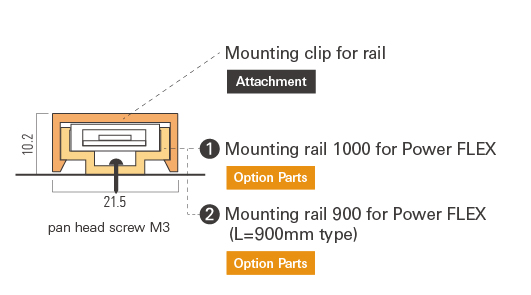 Mounting clip for rail
Attachment
10.2
1 Mounting rail 1000 for Power FLEX
Option Parts
21.5
2 Mounting rail 900 for Power FLEX
(L=900mm type)
pan head screw M3
Option Parts